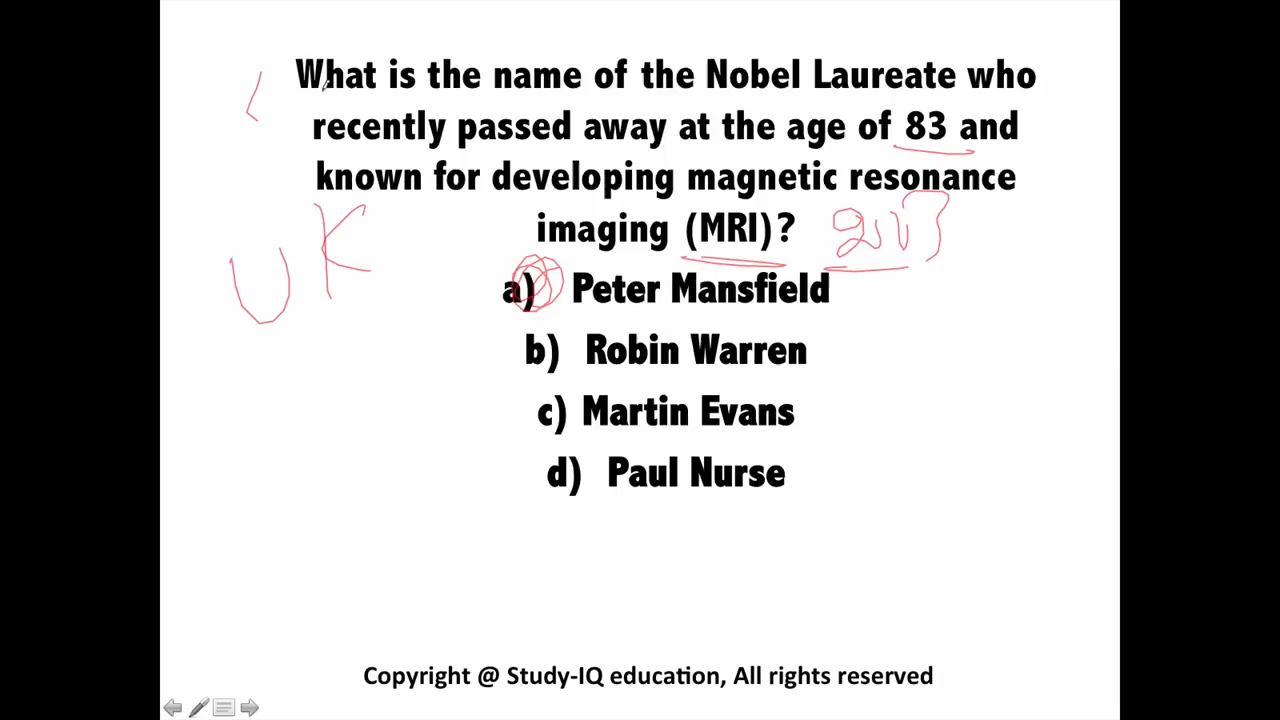 What is the name of the Nobel Laureate who
recently passed away at the age of 83 and
known for developing magnetic resonance
imaging (MRI)?
UK
a) Peter Mansfield
b) Robin Warren
c) Martin Evans
d) Paul Nurse
Copyright @ Study-IQ education, All rights reserved